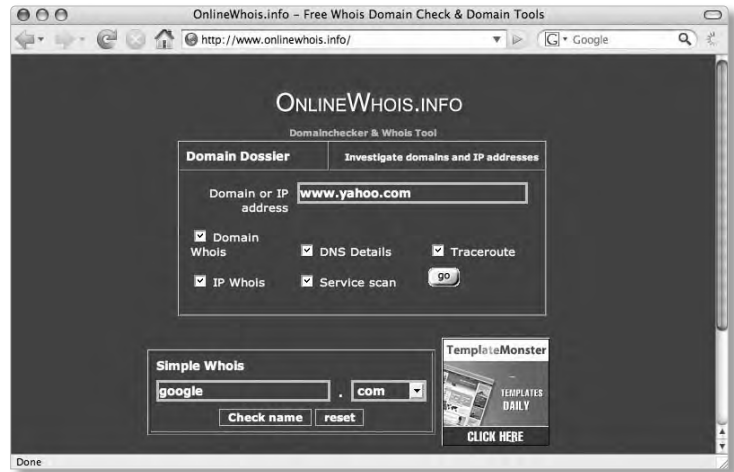 OnlineWhois.info – Free Whois Domain Check & Domain Tools
http://www.onlinewhois.info/
G Google
ONLINEWHOIS.INFO
Domainchecker & Whois Tool
Domain Dossier
Investigate domains and IP addresses
Domain or IP
address
www.yahoo.com
Domain
Whois
DNS Details
Traceroute
IP Whois
Service scan
go
Simple Whois
google . com
Check name reset
TemplateMonster
TEMPLATES
DAILY
CLICK HERE
Done